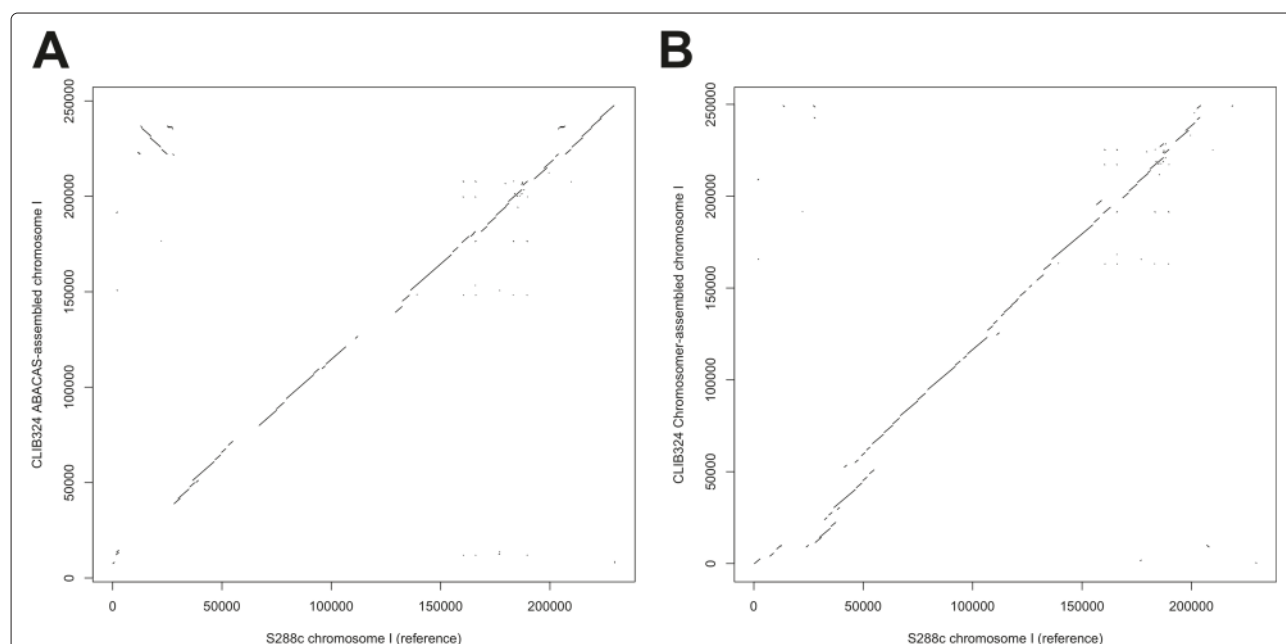 A
B
CLIB324 ABACAS-assembled chromosome I
250000
200000
150000
100000
50000
0
0 50000 100000 150000 200000
S288c chromosome I (reference)
CLIB324 Chromosomer-assembled chromosome I
250000
200000
150000
100000
50000
0
0 50000 100000 150000 200000
S288c chromosome I (reference)